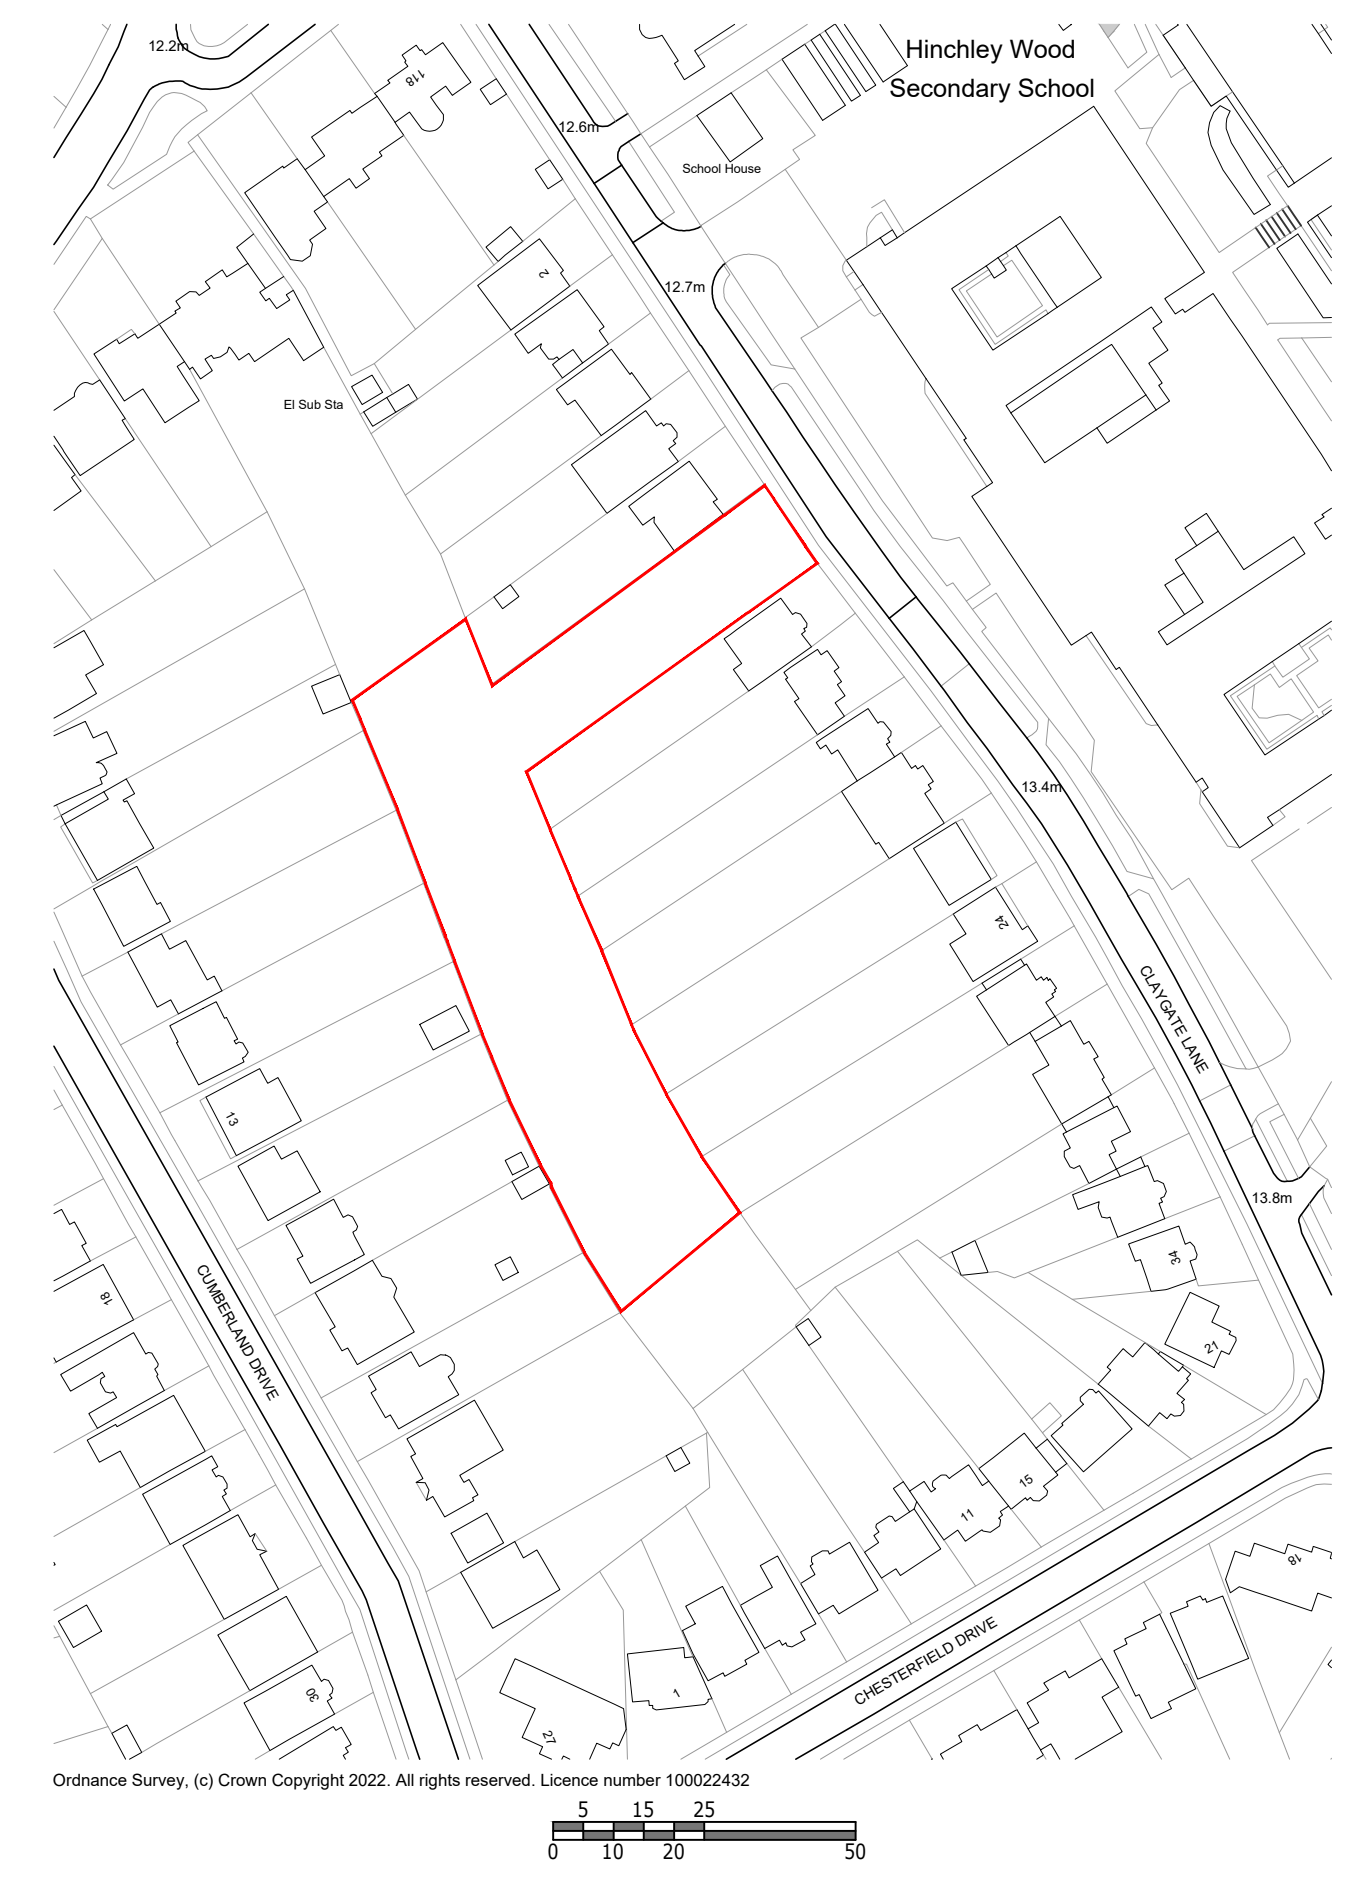 12.2m
Hinchley Wood
Secondary School
118
12.6m
School House
2
12.7m
El Sub Sta
13.4m
24
CLAYGATE LANE
13
13.8m
34
18
CUMBERLAND DRIVE
21
15
11
18
CHESTERFIELD DRIVE
30
1
27
Ordnance Survey, (c) Crown Copyright 2022. All rights reserved. Licence number 100022432
5 15 25
0 10 20 50